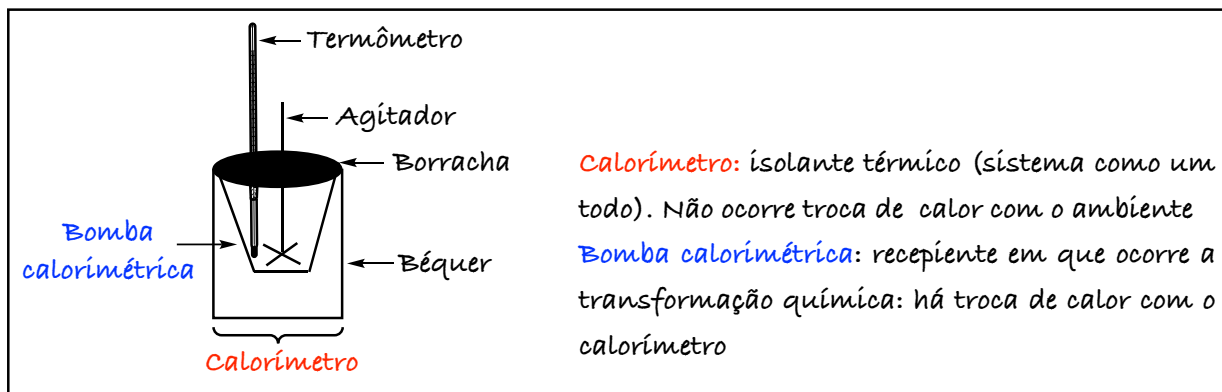 Termômetro
Agitador
Borracha
Bomba
calorimétrica
Béquer
Calorímetro
Calorímetro: isolante térmico (sistema como um
todo). Não ocorre troca de calor com o ambiente
Bomba calorimétrica: recepiente em que ocorre a
transformação química: há troca de calor com o
calorímetro